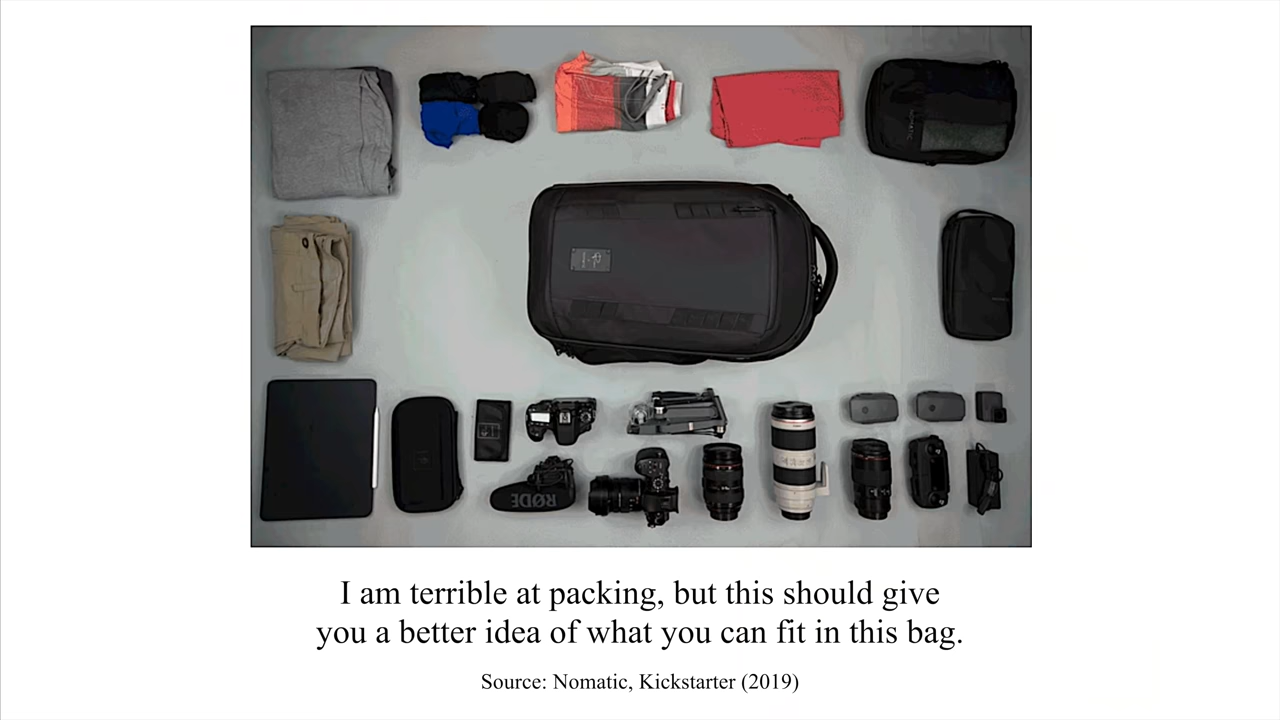 NOMATIC
RØDE
I am terrible at packing, but this should give
you a better idea of what you can fit in this bag.
Source: Nomatic, Kickstarter (2019)